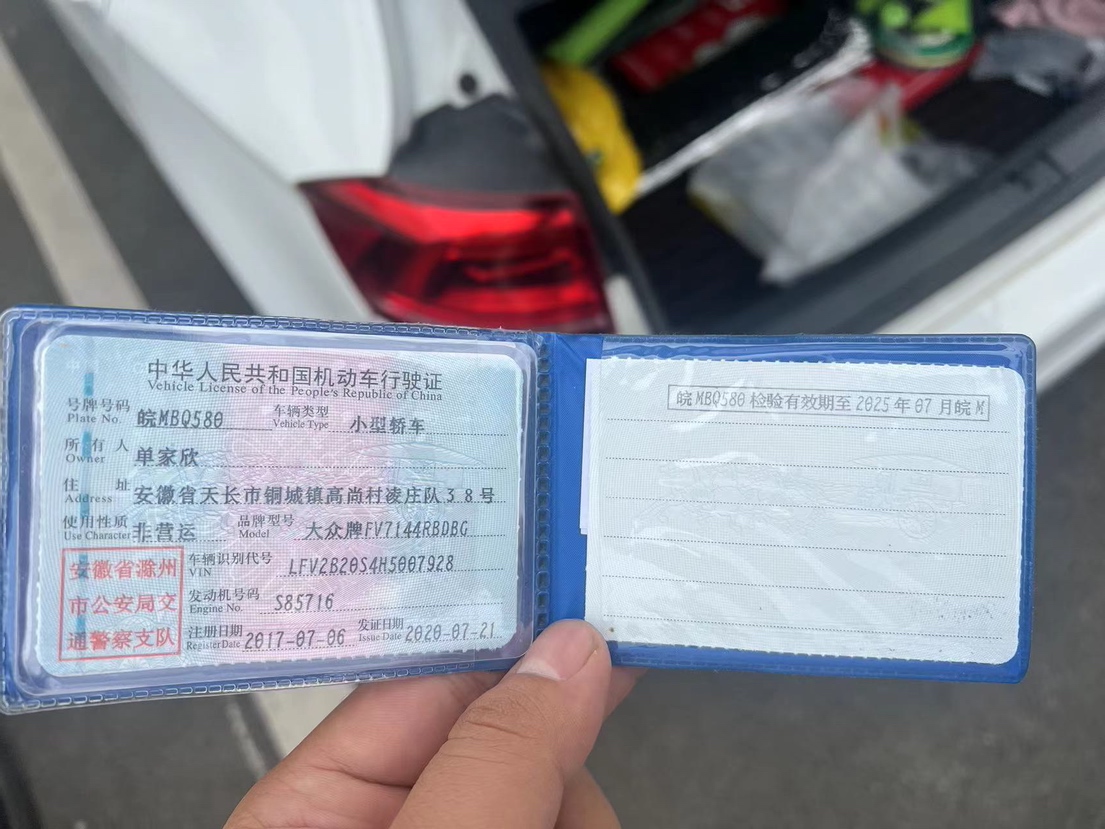 中华人民共和国机动车行驶证
Vehicle License of the People's Republic of China
号牌号码 皖MBQ580 车辆类型 小型轿车
Plate No. Vehicle Type
所有人 单家欣
Owner
住址 安徽省天长市铜城镇高尚村凌庄队38号
Address
使用性质 非营运 品牌型号 大众牌FV7144RBDBG
Use Character Model
安徽省滁州
市公安局交
通警察支队
车辆识别代号 LFV2B20S4H5007928
VIN
发动机号码 S85716
Engine No.
注册日期 2017-07-06 发证日期 2020-07-21
Register Date Issue Date
皖MBQ580 检验有效期至 2025年07月皖M